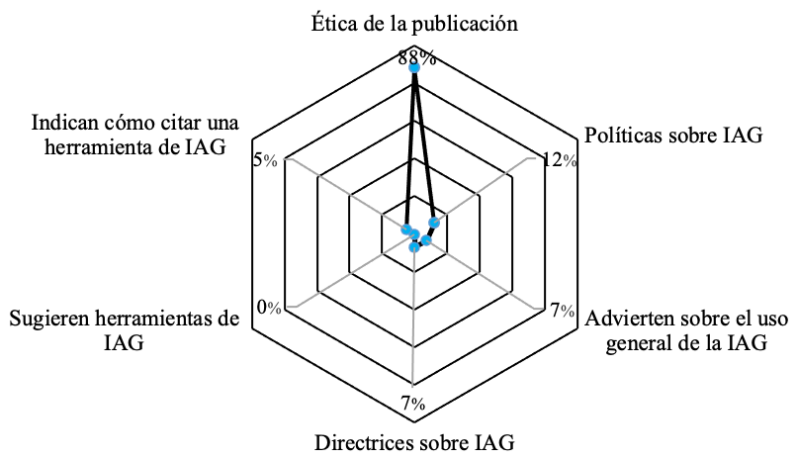 Ética de la publicación
88%
Políticas sobre IAG
12%
Advierten sobre el uso
general de la IAG
7%
Directrices sobre IAG
7%
Sugieren herramientas de
IAG
0%
Indican cómo citar una
herramienta de IAG
5%